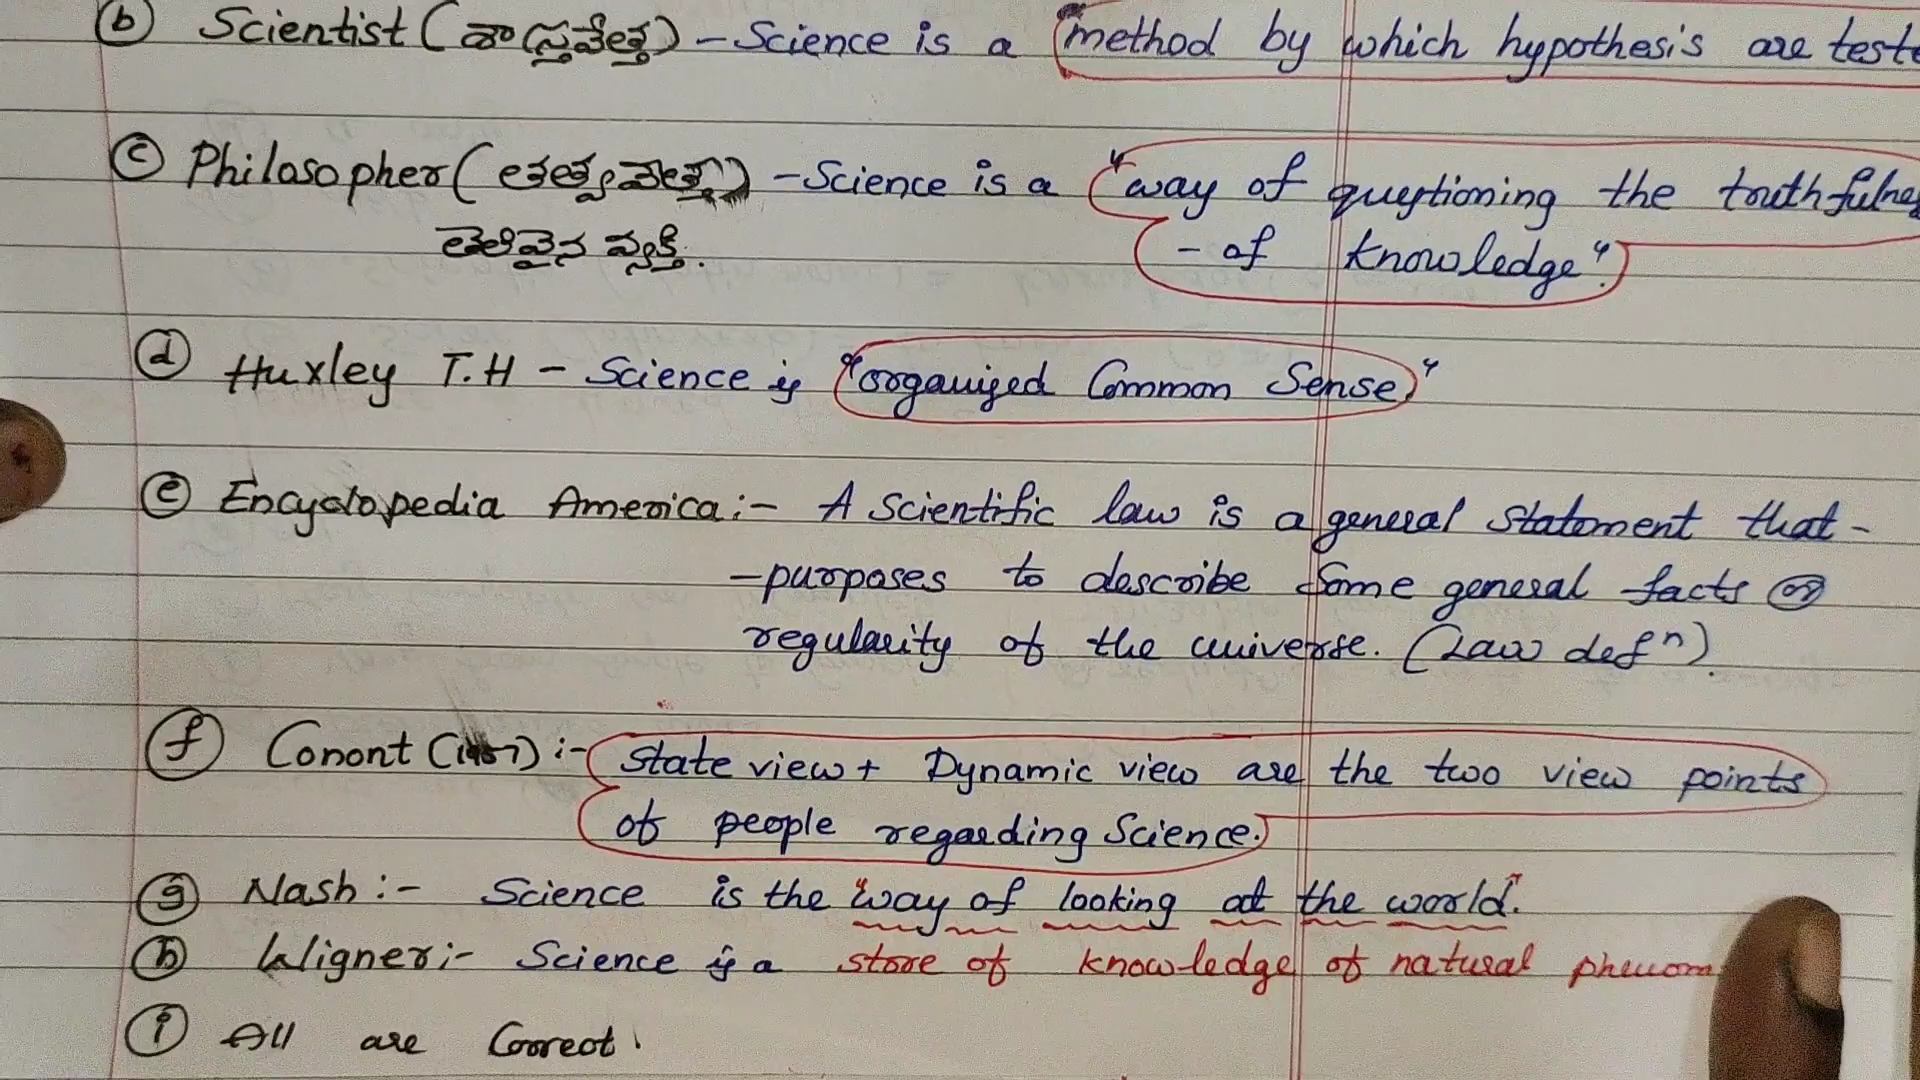 (b) Scientist (శాస్త్రవేత్త) - Science is a method by which hypothesis are teste
(c) Philosopher ( - Science is a "way of questioning the truthfulnes
తెలివైన వ్యక్తి. - of knowledge".
(d) Huxley T.H - Science is "organized Common Sense"
(e) Encyclopedia America :- A Scientific law is a general statement that -
- purposes to describe some general facts (or)
regularity of the universe. (Law defⁿ).
(f) Conont :- State view + Dynamic view are the two view points
of people regarding Science.
(g) Nash :- Science is the "way of looking at the world".
(h) Wigner :- Science is a store of knowledge of natural phenom
(i) All are Correct.